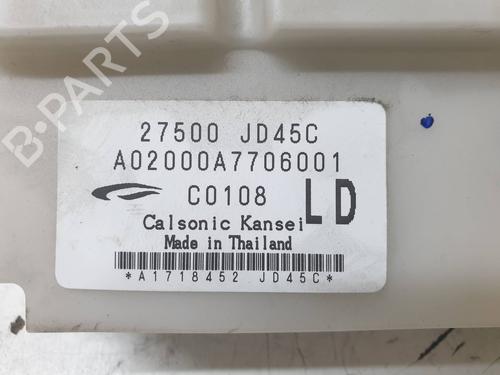 27500 JD45C
A02000A7706001
C0108 LD
Calsonic Kansei
Made in Thailand
*A1718452 JD45C*
B-PARTS